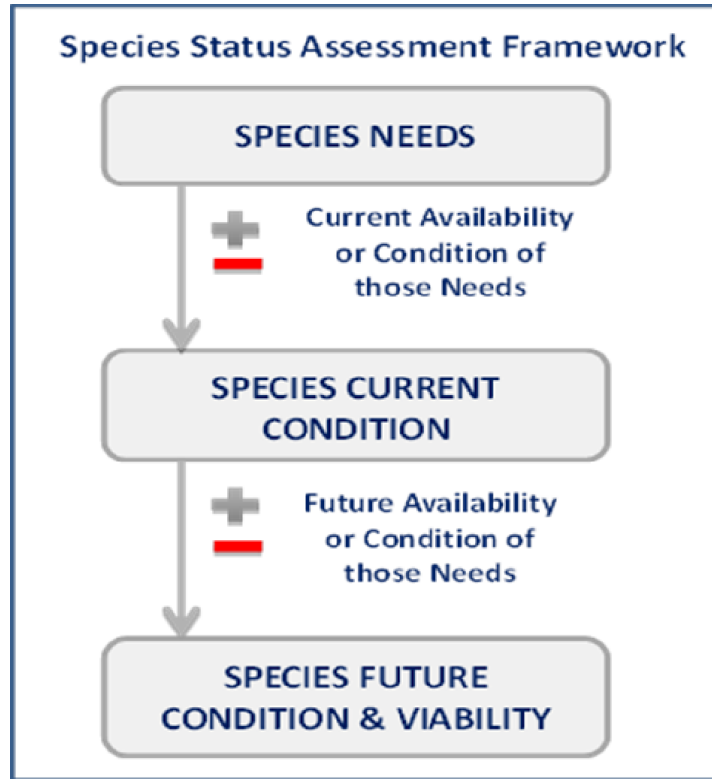 Species Status Assessment Framework
SPECIES NEEDS
Current Availability
or Condition of
those Needs
SPECIES CURRENT
CONDITION
Future Availability
or Condition of
those Needs
SPECIES FUTURE
CONDITION & VIABILITY